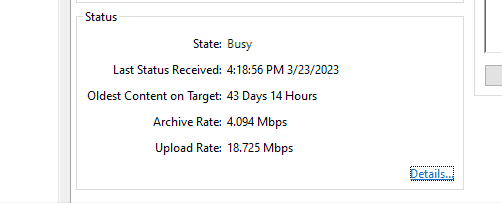 Status
State: Busy
Last Status Received: 4:18:56 PM 3/23/2023
Oldest Content on Target: 43 Days 14 Hours
Archive Rate: 4.094 Mbps
Upload Rate: 18.725 Mbps
Details...